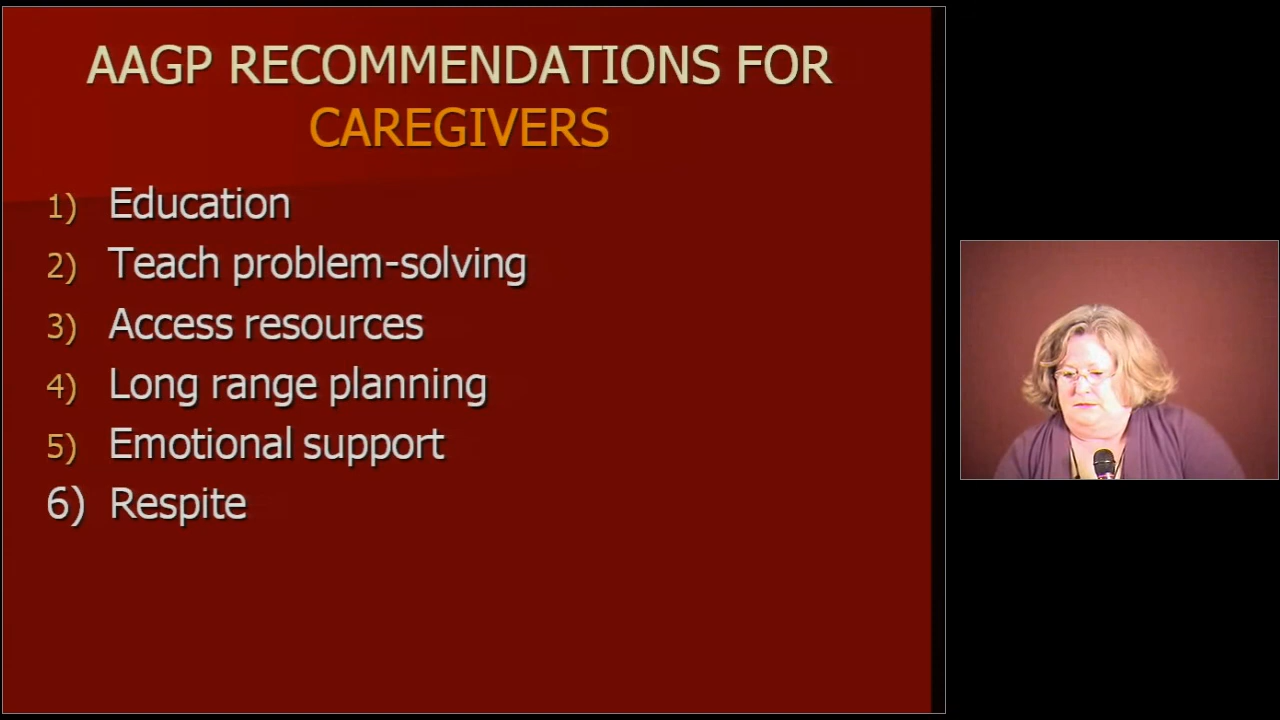 AAGP RECOMMENDATIONS FOR
CAREGIVERS
1) Education
2) Teach problem-solving
3) Access resources
4) Long range planning
5) Emotional support
6) Respite